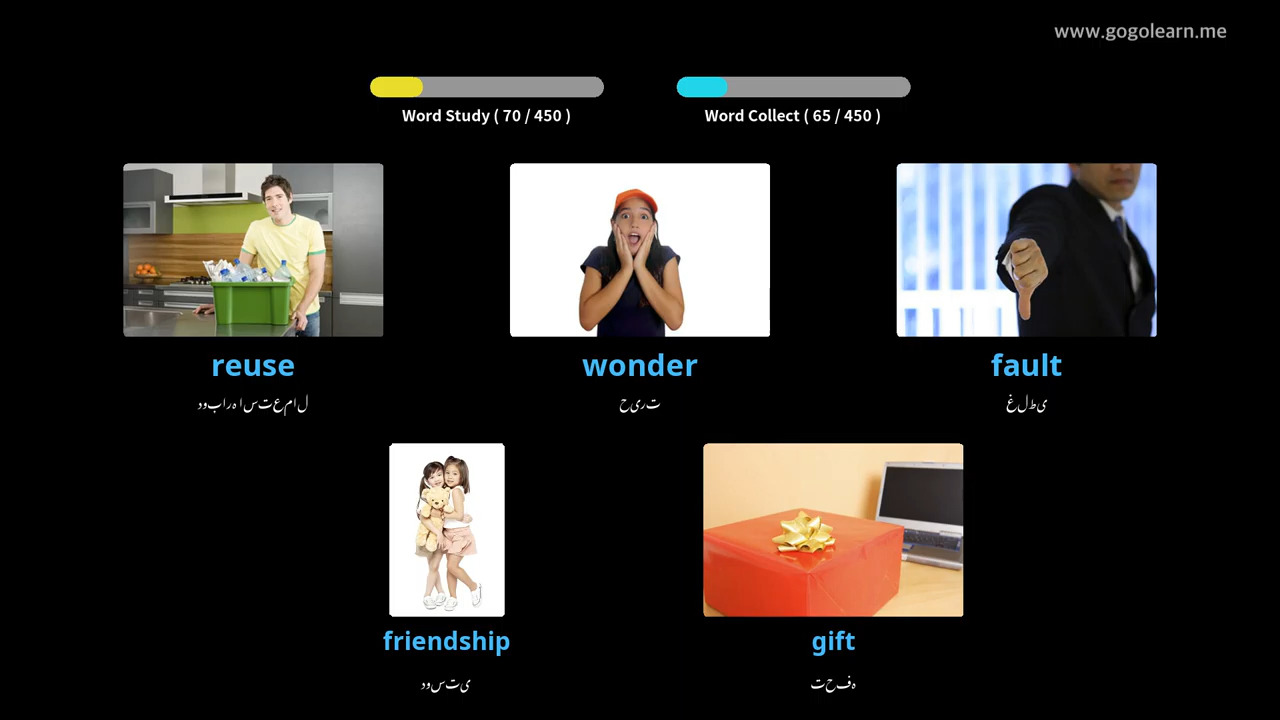 www.gogolearn.me
Word Study ( 70 / 450 )
Word Collect ( 65 / 450 )
reuse
دوبارہ استعمال
wonder
حیرت
fault
غلطی
friendship
دوستی
gift
تحفہ